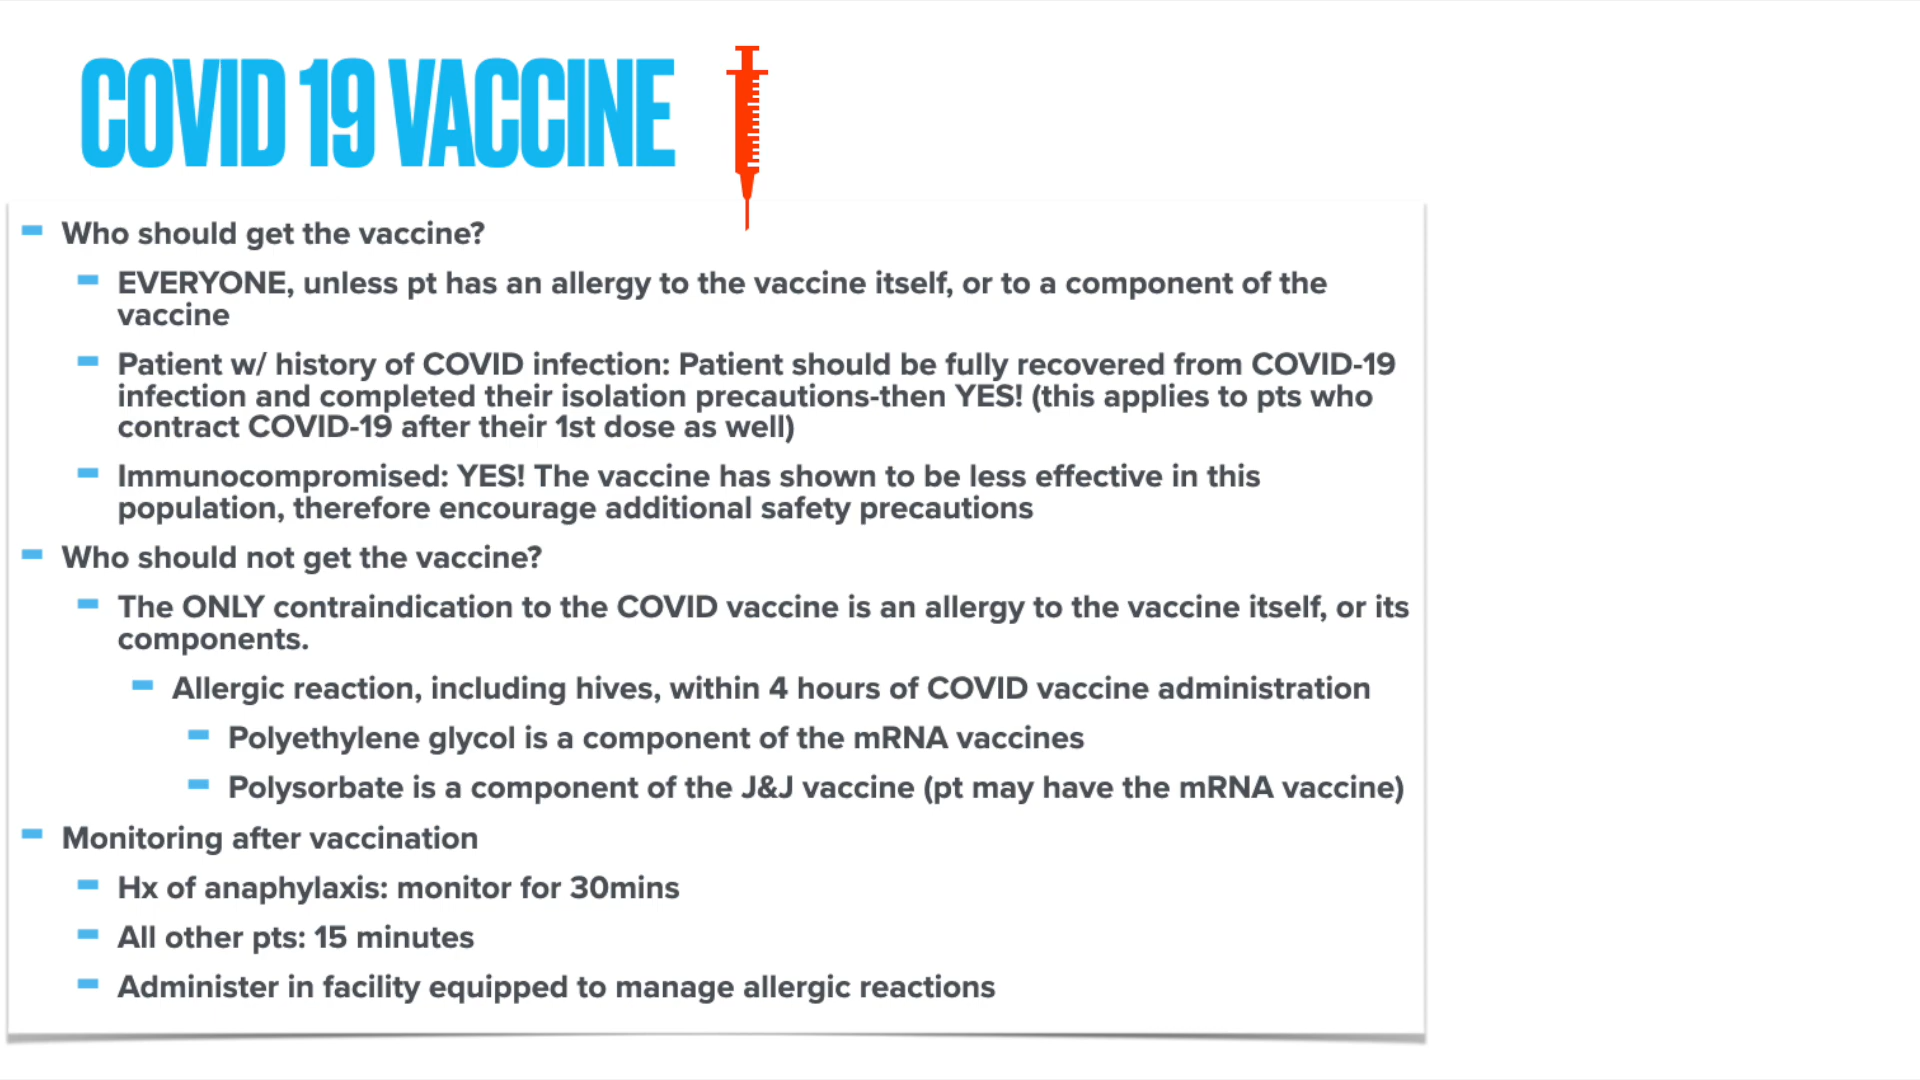 COVID 19 VACCINE
Who should get the vaccine?
EVERYONE, unless pt has an allergy to the vaccine itself, or to a component of the
vaccine
Patient w/ history of COVID infection: Patient should be fully recovered from COVID-19
infection and completed their isolation precautions-then YES! (this applies to pts who
contract COVID-19 after their 1st dose as well)
Immunocompromised: YES! The vaccine has shown to be less effective in this
population, therefore encourage additional safety precautions
Who should not get the vaccine?
The ONLY contraindication to the COVID vaccine is an allergy to the vaccine itself, or its
components.
Allergic reaction, including hives, within 4 hours of COVID vaccine administration
Polyethylene glycol is a component of the mRNA vaccines
Polysorbate is a component of the J&J vaccine (pt may have the mRNA vaccine)
Monitoring after vaccination
Hx of anaphylaxis: monitor for 30mins
All other pts: 15 minutes
Administer in facility equipped to manage allergic reactions